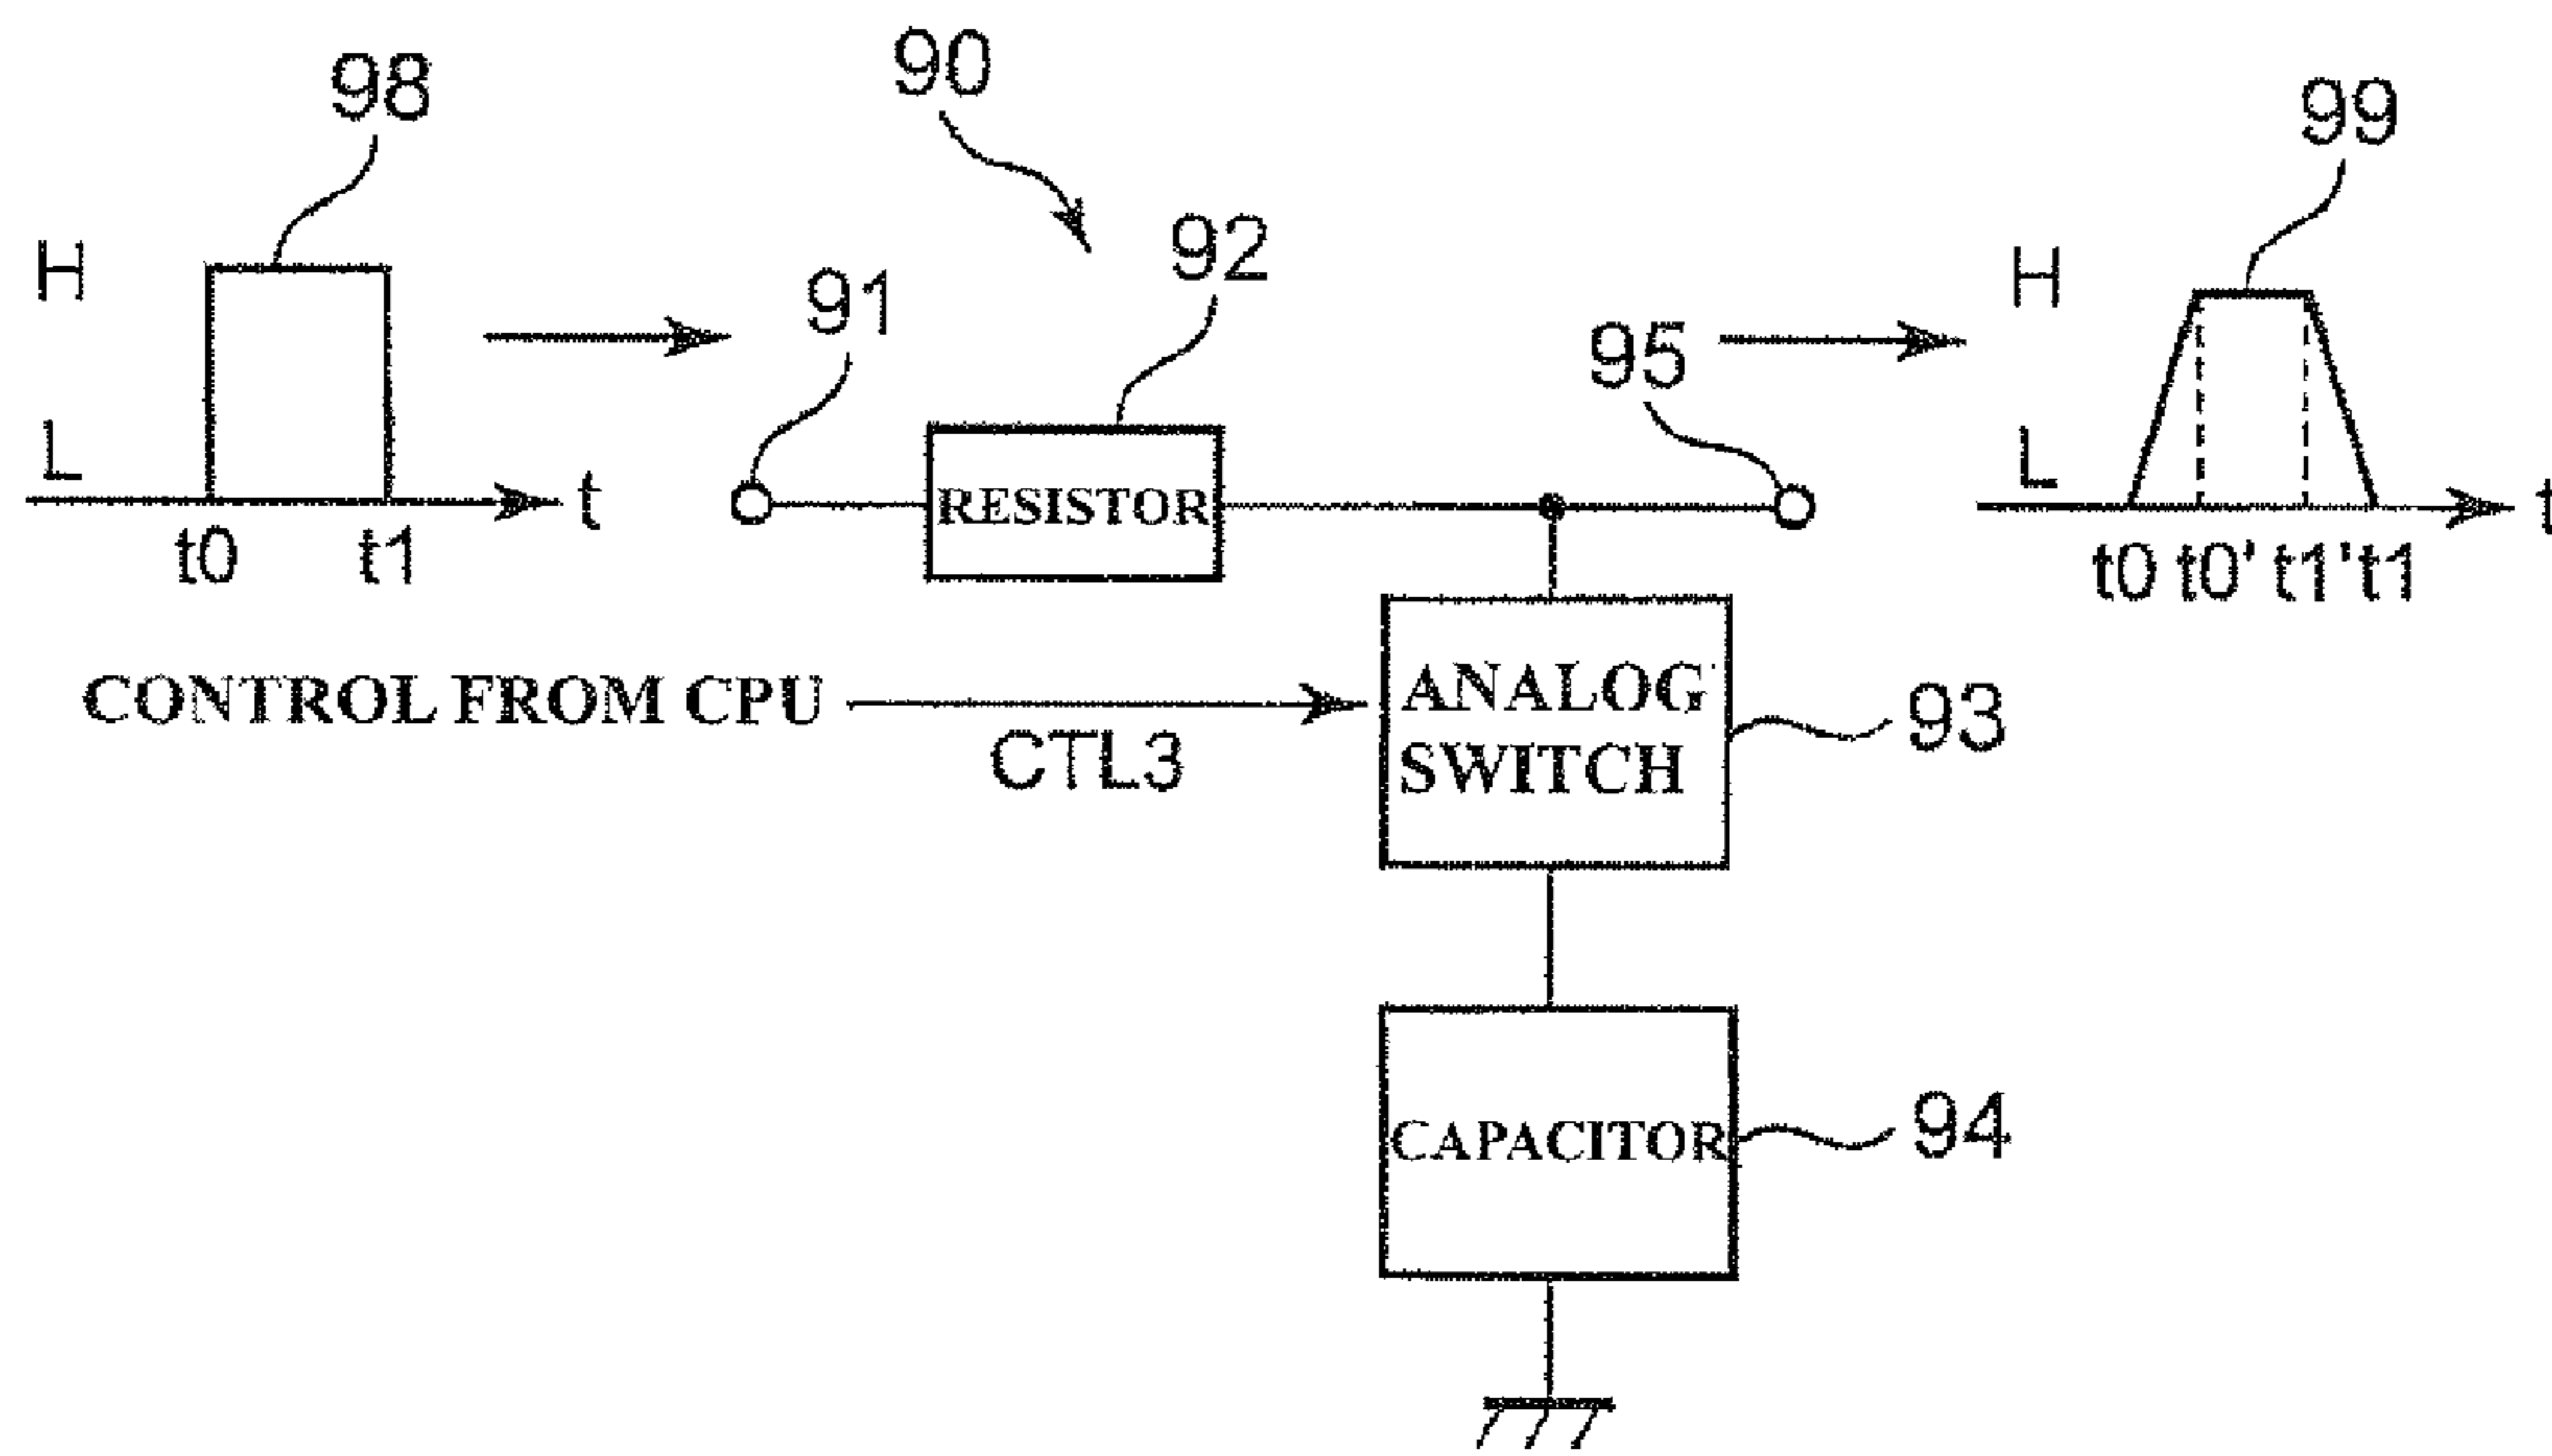 98
90
99
92
91
95
H
L
t
t0
t1
H
L
t
t0 t0' t1' t1
RESISTOR
CONTROL FROM CPU
CTL3
ANALOG
SWITCH
93
CAPACITOR
94